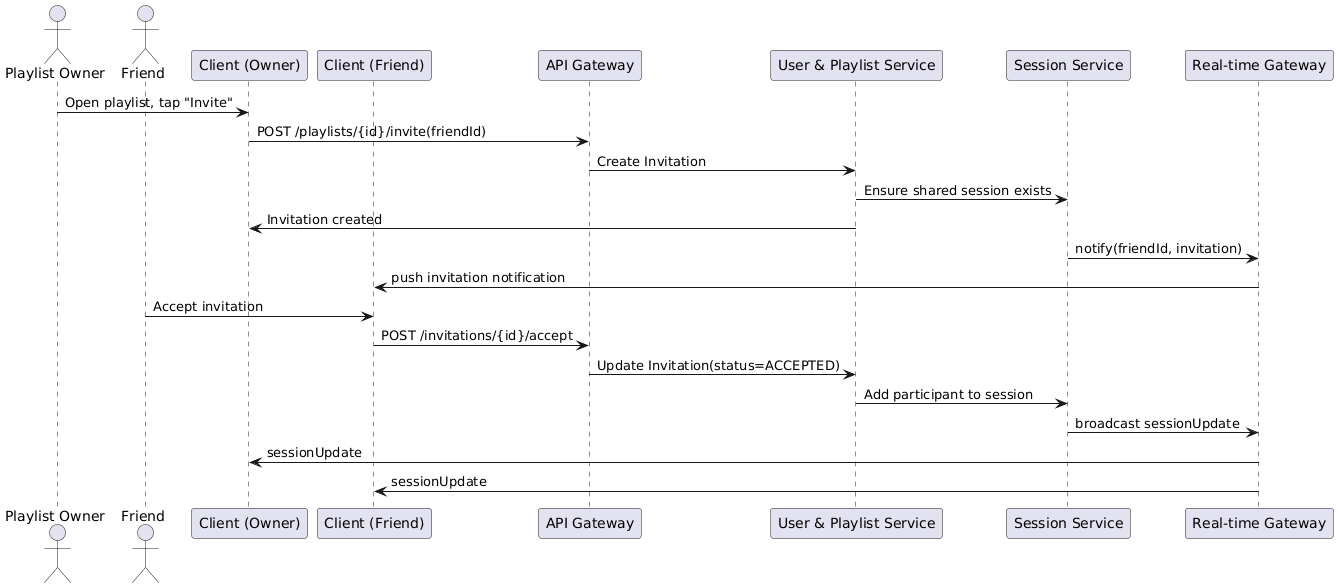 Playlist Owner
Friend
Client (Owner)
Client (Friend)
API Gateway
User & Playlist Service
Session Service
Real-time Gateway
Open playlist, tap "Invite"
POST /playlists/{id}/invite(friendId)
Create Invitation
Ensure shared session exists
Invitation created
notify(friendId, invitation)
push invitation notification
Accept invitation
POST /invitations/{id}/accept
Update Invitation(status=ACCEPTED)
Add participant to session
broadcast sessionUpdate
sessionUpdate
sessionUpdate
Playlist Owner
Friend
Client (Owner)
Client (Friend)
API Gateway
User & Playlist Service
Session Service
Real-time Gateway